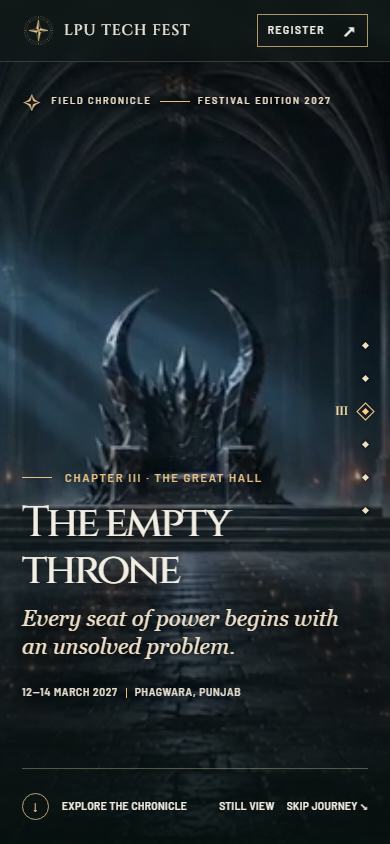 LPU TECH FEST
REGISTER ↗
FIELD CHRONICLE — FESTIVAL EDITION 2027
III
CHAPTER III · THE GREAT HALL
THE EMPTY
THRONE
Every seat of power begins with
an unsolved problem.
12–14 MARCH 2027 | PHAGWARA, PUNJAB
↓ EXPLORE THE CHRONICLE STILL VIEW SKIP JOURNEY ↘